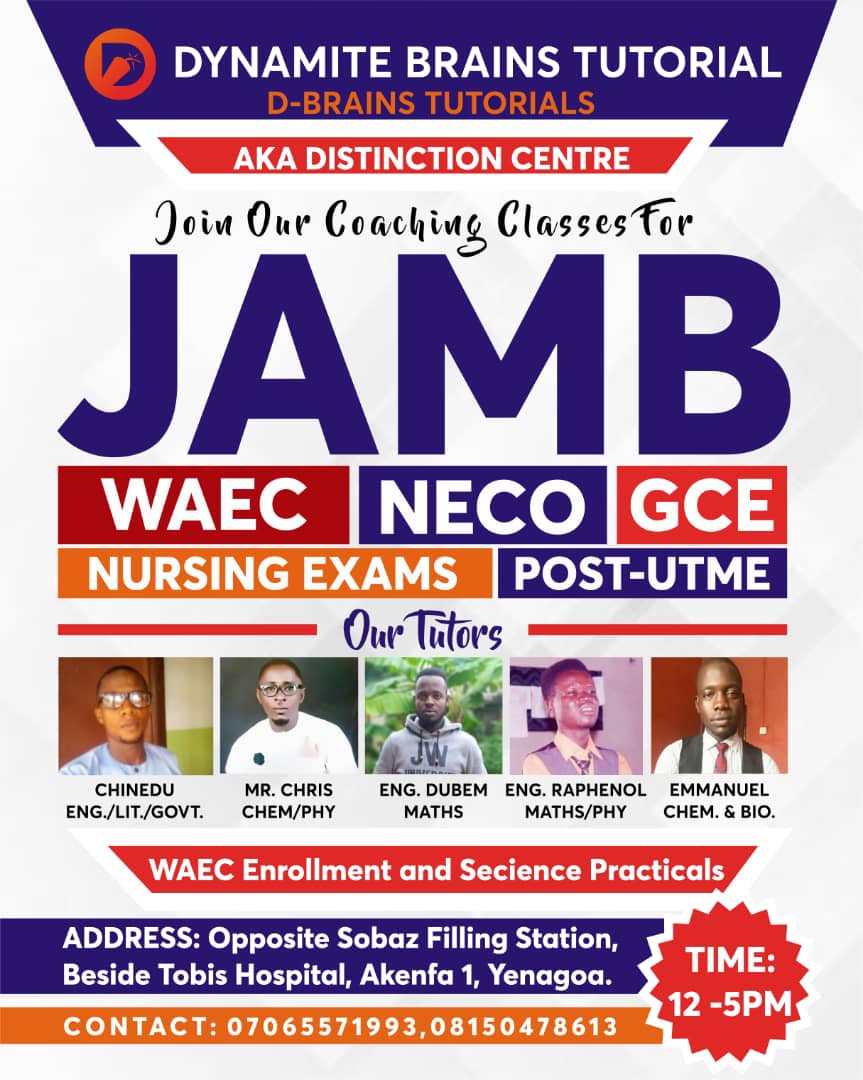 DYNAMITE BRAINS TUTORIAL
D-BRAINS TUTORIALS
AKA DISTINCTION CENTRE
Join Our Coaching Classes For
JAMB
WAEC NECO GCE
NURSING EXAMS POST-UTME
Our Tutors
JW
CHINEDU
ENG./LIT./GOVT.
MR. CHRIS
CHEM/PHY
ENG. DUBEM
MATHS
ENG. RAPHENOL
MATHS/PHY
EMMANUEL
CHEM. & BIO.
WAEC Enrollment and Secience Practicals
ADDRESS: Opposite Sobaz Filling Station,
Beside Tobis Hospital, Akenfa 1, Yenagoa.
CONTACT: 07065571993,08150478613
TIME:
12 -5PM